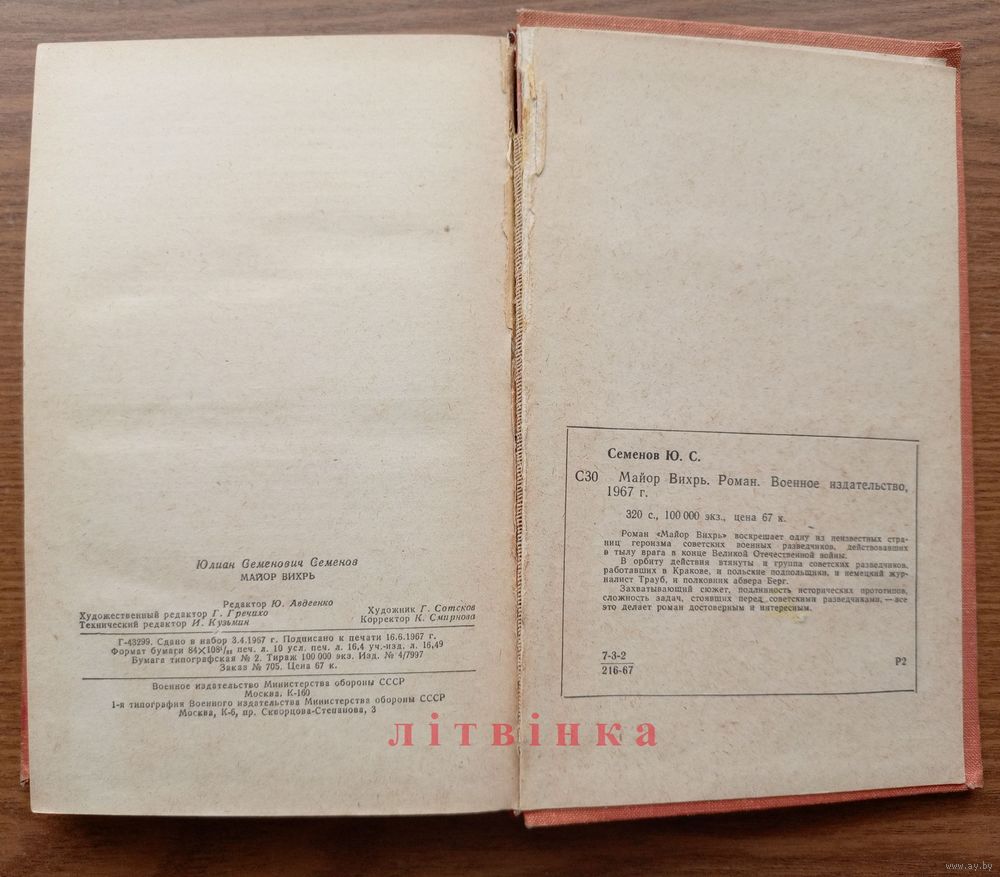 Юлиан Семенович Семенов
МАЙОР ВИХРЬ
Редактор Ю. Авдеенко
Художественный редактор Г. Гречихо
Художник Г. Сотсков
Технический редактор И. Кузьмин
Корректор К. Смирнова
Г-43299. Сдано в набор 3.4.1967 г. Подписано к печати 16.6.1967 г.
Формат бумаги 84×108¹/₃₂ печ. л. 10 усл. печ. л. 16,4 уч.-изд. л. 16,49
Бумага типографская № 2. Тираж 100 000 экз. Изд. № 4/7997
Заказ № 705. Цена 67 к.
Военное издательство Министерства обороны СССР
Москва, К-160
1-я типография Военного издательства Министерства обороны СССР
Москва, К-6, пр. Скворцова-Степанова, 3
Семенов Ю. С.
С30 Майор Вихрь. Роман. Военное издательство,
1967 г.
320 с., 100 000 экз., цена 67 к.
Роман «Майор Вихрь» воскрешает одну из неизвестных стра-
ниц героизма советских военных разведчиков, действовавших
в тылу врага в конце Великой Отечественной войны.
В орбиту действия втянуты и группа советских разведчиков,
работавших в Кракове, и польские подпольщики, и немецкий жур-
налист Трауб, и полковник абвера Берг.
Захватывающий сюжет, подлинность исторических прототипов,
сложность задач, стоявших перед советскими разведчиками,—все
это делает роман достоверным и интересным.
7-3-2
216-67
Р2
літвінка
www.ay.by